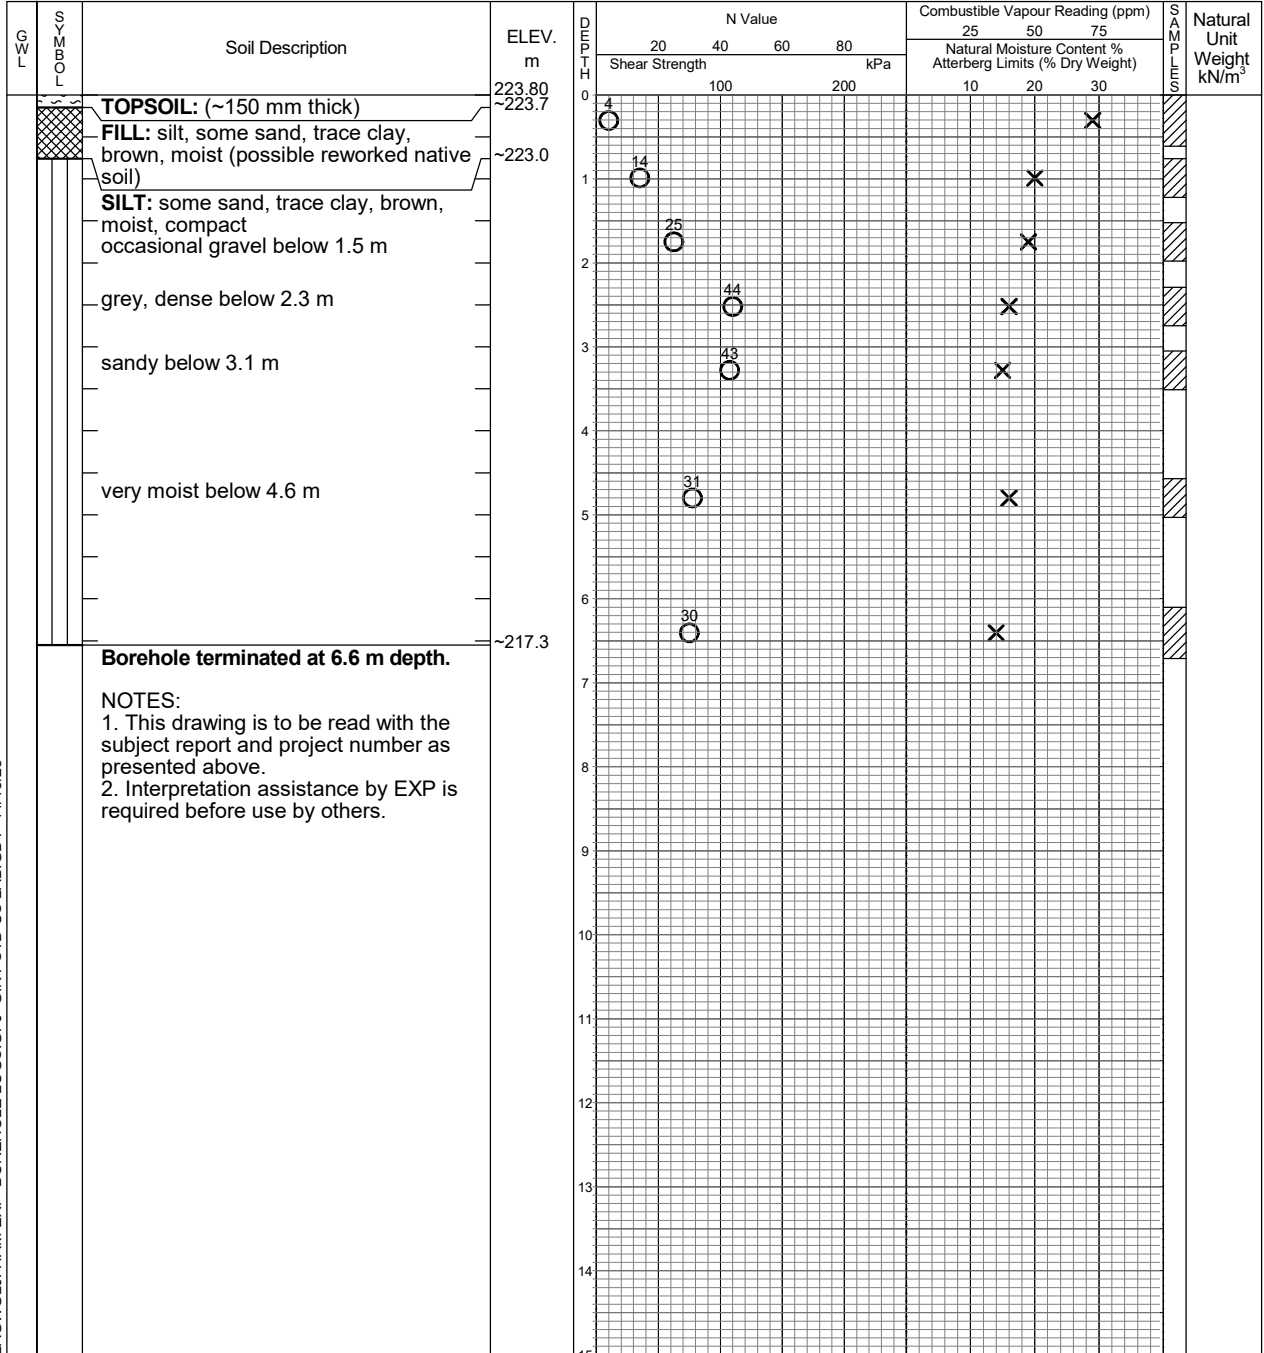 GWL
SYMBOL
Soil Description
ELEV.
m
DEPTH
N Value
20 40 60 80
Shear Strength kPa
100 200
Combustible Vapour Reading (ppm)
25 50 75
Natural Moisture Content %
Atterberg Limits (% Dry Weight)
10 20 30
SAMPLES
Natural
Unit
Weight
kN/m³
223.80
0
TOPSOIL: (~150 mm thick)
~223.7
4
FILL: silt, some sand, trace clay,
brown, moist (possible reworked native
soil)
~223.0
14
1
SILT: some sand, trace clay, brown,
moist, compact
occasional gravel below 1.5 m
25
2
grey, dense below 2.3 m
44
3
sandy below 3.1 m
43
4
very moist below 4.6 m
31
5
6
30
~217.3
Borehole terminated at 6.6 m depth.
7
NOTES:
1. This drawing is to be read with the
subject report and project number as
presented above.
2. Interpretation assistance by EXP is
required before use by others.
8
9
10
11
12
13
14